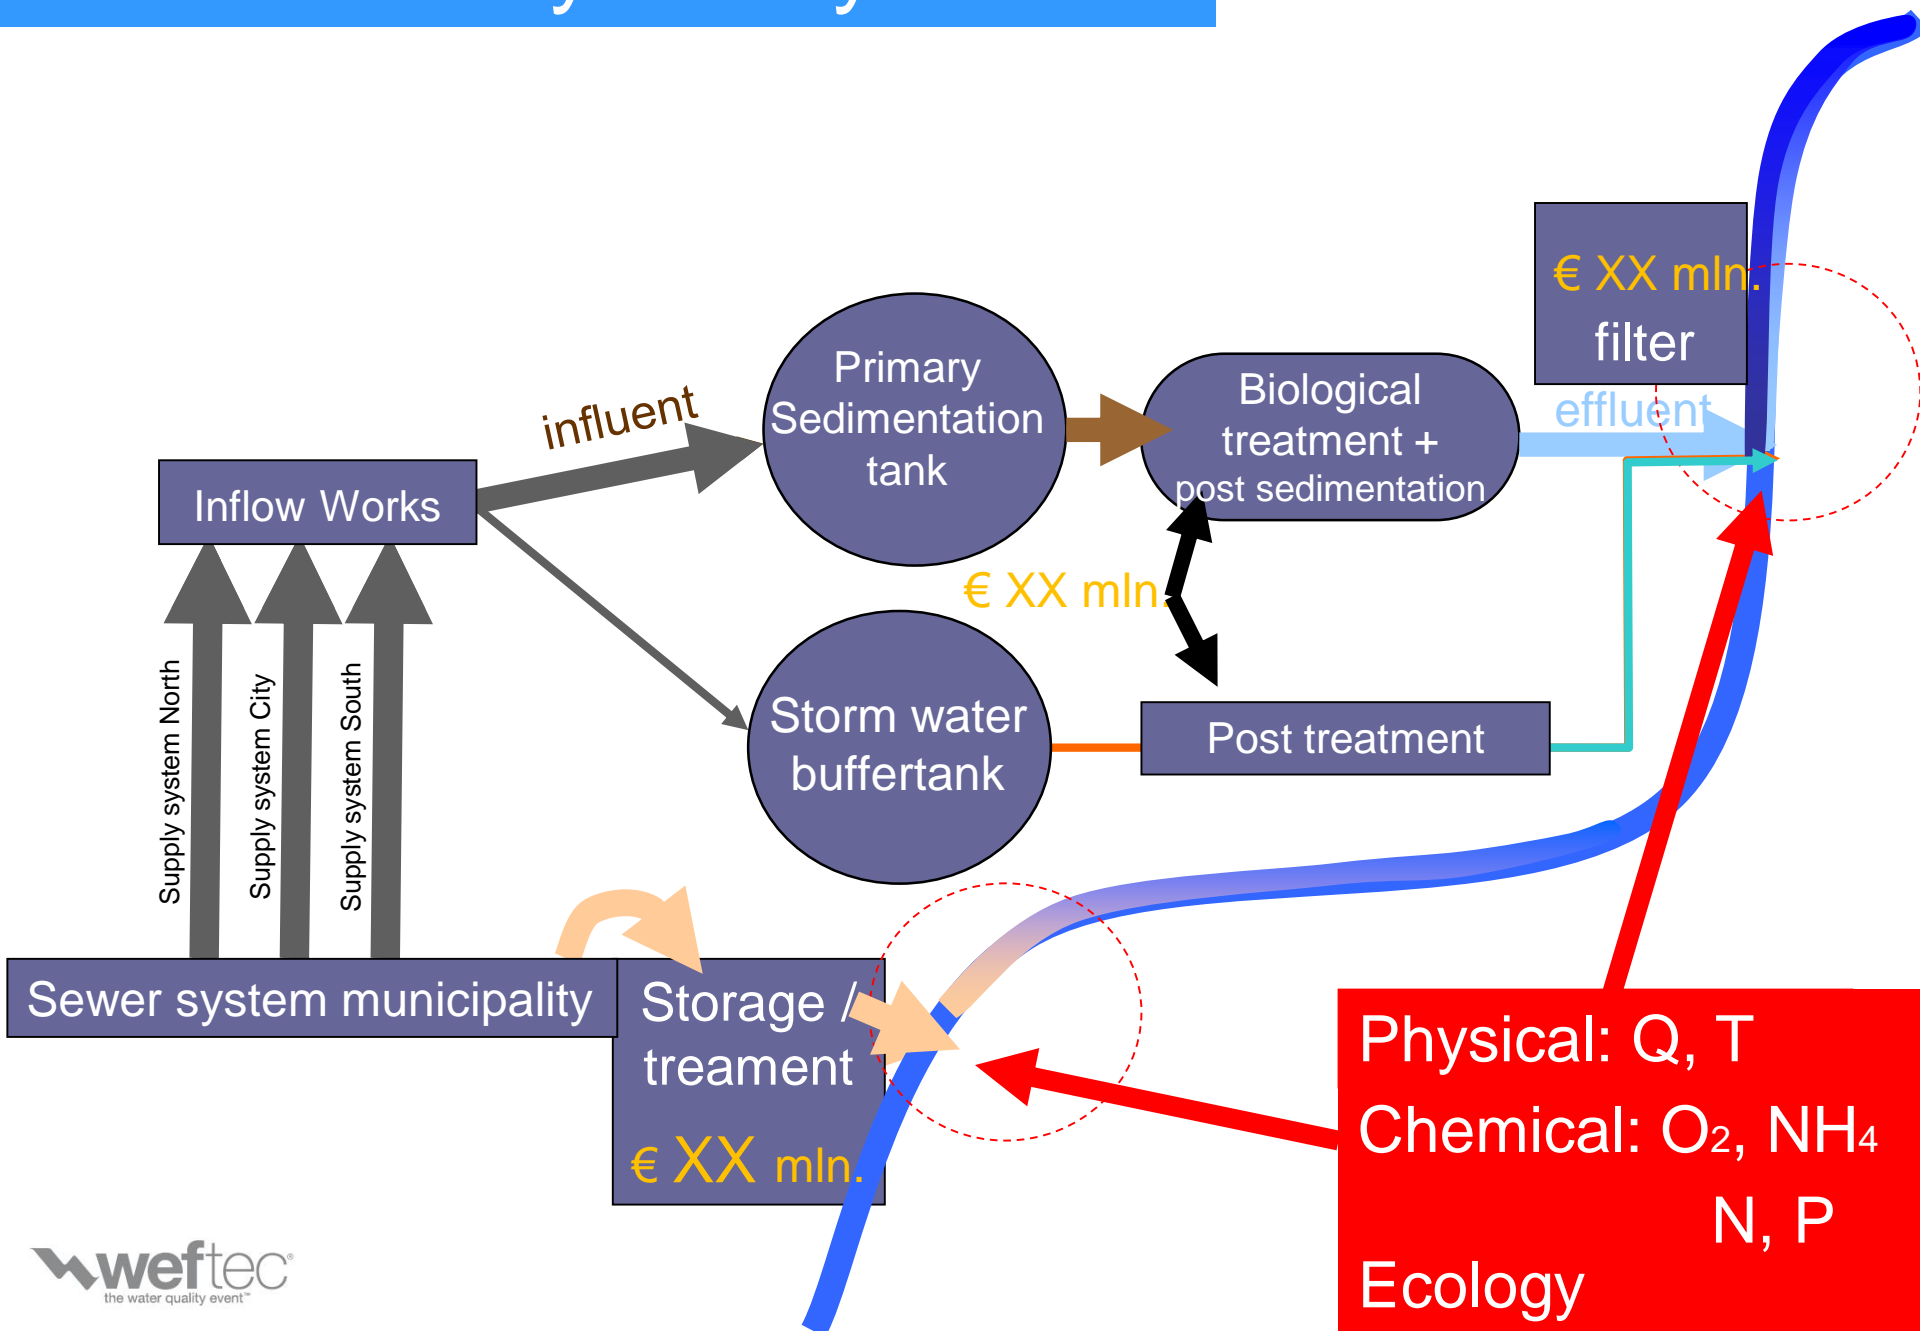 € XX mln.
filter
effluent
Primary
Sedimentation
tank
Biological
treatment +
post sedimentation
influent
Inflow Works
€ XX mln.
Supply system North
Supply system City
Supply system South
Storm water
buffertank
Post treatment
Sewer system municipality
Storage /
treament
€ XX mln.
Physical: Q, T
Chemical: O2, NH4
N, P
Ecology
weftec®
the water quality event™